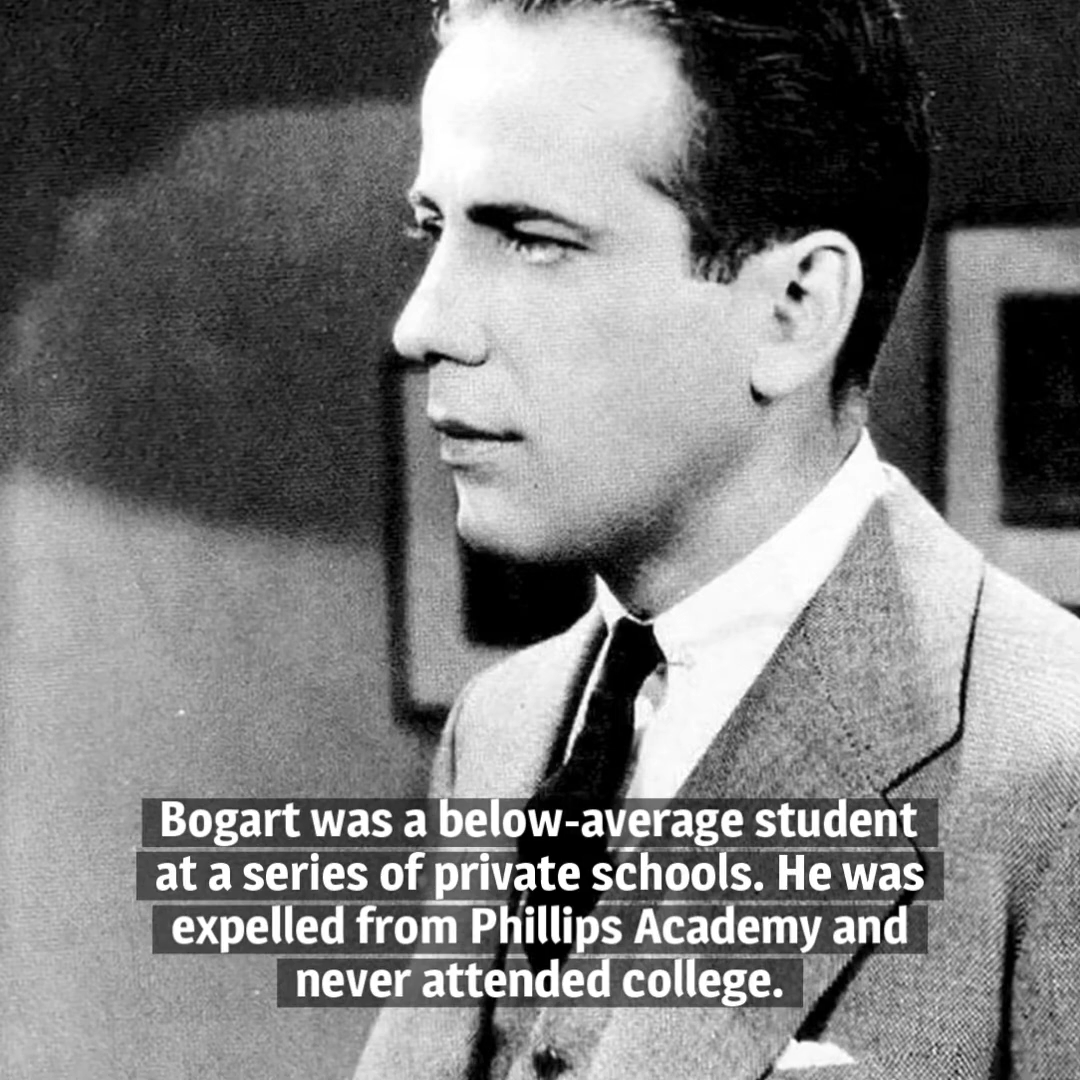 Bogart was a below-average student
at a series of private schools. He was
expelled from Phillips Academy and
never attended college.